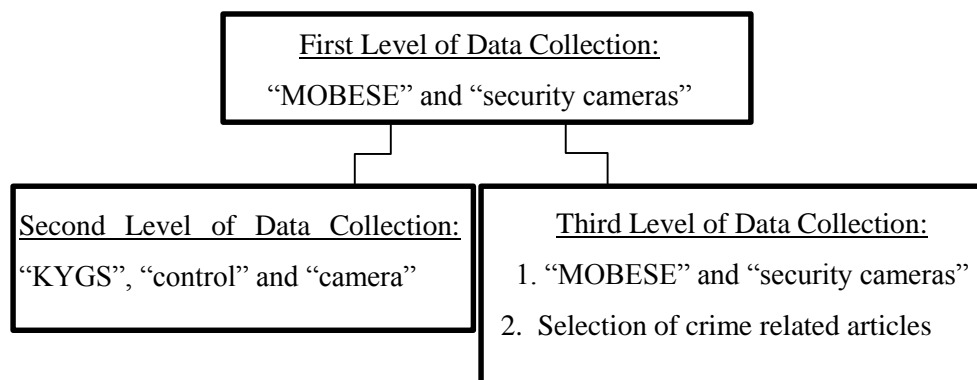 First Level of Data Collection:
“MOBESE” and “security cameras”
Second Level of Data Collection:
“KYGS”, “control” and “camera”
Third Level of Data Collection:
1. “MOBESE” and “security cameras”
2. Selection of crime related articles